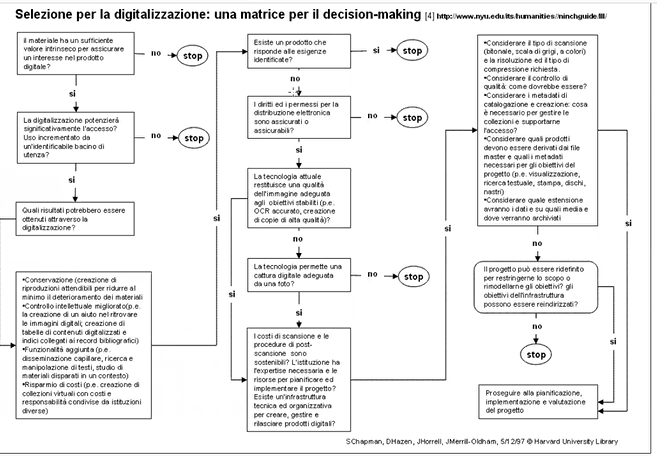 Selezione per la digitalizzazione: una matrice per il decision-making [4] http://www.nyu.edu/its/humanities//ninchguide/III/
il materiale ha un sufficiente
valore intrinseco per assicurare
un interesse nel prodotto
digitale?
no
stop
si
La digitalizzazione potenzierà
significativamente l'accesso?
Uso incrementato da
un'identificabile bacino di
utenza?
no
stop
si
Quali risultati potrebbero essere
ottenuti attraverso la
digitalizzazione?
•Conservazione (creazione di
riproduzioni attendibili per ridurre al
minimo il deterioramento dei materiali
•Controllo intellettuale migliorato(p.e.
la creazione di un aiuto nel ritrovare
le immagini digitali; creazione di
tabelle di contenuti digitalizzati e
indici collegati ai record bibliografici)
•Funzionalità aggiunta (p.e.
disseminazione capillare, ricerca e
manipolazione di testi, studio di
materiali disparati in un contesto)
•Risparmio di costi (p.e. creazione di
collezioni virtuali con costi e
responsabilità condivise da istituzioni
diverse)
si
Esiste un prodotto che
risponde alle esigenze
identificate?
si
stop
no
I diritti ed i permessi per la
distribuzione elettronica
sono assicurati o
assicurabili?
no
stop
si
La tecnologia attuale
restituisce una qualità
dell'immagine adeguata
agli obiettivi stabiliti (p.e.
OCR accurato, creazione
di copie di alta qualità)?
no
La tecnologia permette una
cattura digitale adeguata
da una foto?
no
stop
si
si
I costi di scansione e le
procedure di post-
scansione sono
sostenibili? L'istituzione ha
l'expertise necessaria e le
risorse per pianificare ed
implementare il progetto?
Esiste un'infrastruttura
tecnica ed organizzativa
per creare, gestire e
rilasciare prodotti digitali?
si
•Considerare il tipo di scansione
(bitonale, scala di grigi, a colori)
e la risoluzione ed il tipo di
compressione richiesta.
•Considerare il controllo di
qualità: come dovrebbe essere?
•Considerare i metadati di
catalogazione e creazione: cosa
è necessario per gestire le
collezioni e supportarne
l'accesso?
•Considerare quali prodotti
devono essere derivati dai file
master e quali i metadati
necessari per gli obiettivi del
progetto (p.e. visualizzazione,
ricerca testuale, stampa, dischi,
nastri)
•Considerare quale estensione
avranno i dati e su quali media e
dove verranno archiviati
si
no
Il progetto può essere ridefinito
per restringerne lo scopo o
rimodellarne gli obiettivi? gli
obiettivi dell'infrastruttura
possono essere reindirizzati?
si
no
stop
Proseguire alla pianificazione,
implementazione e valutazione
del progetto
SChapman, DHazen, JHorrell, JMerrill-Oldham, 5/12/97 © Harvard University Library